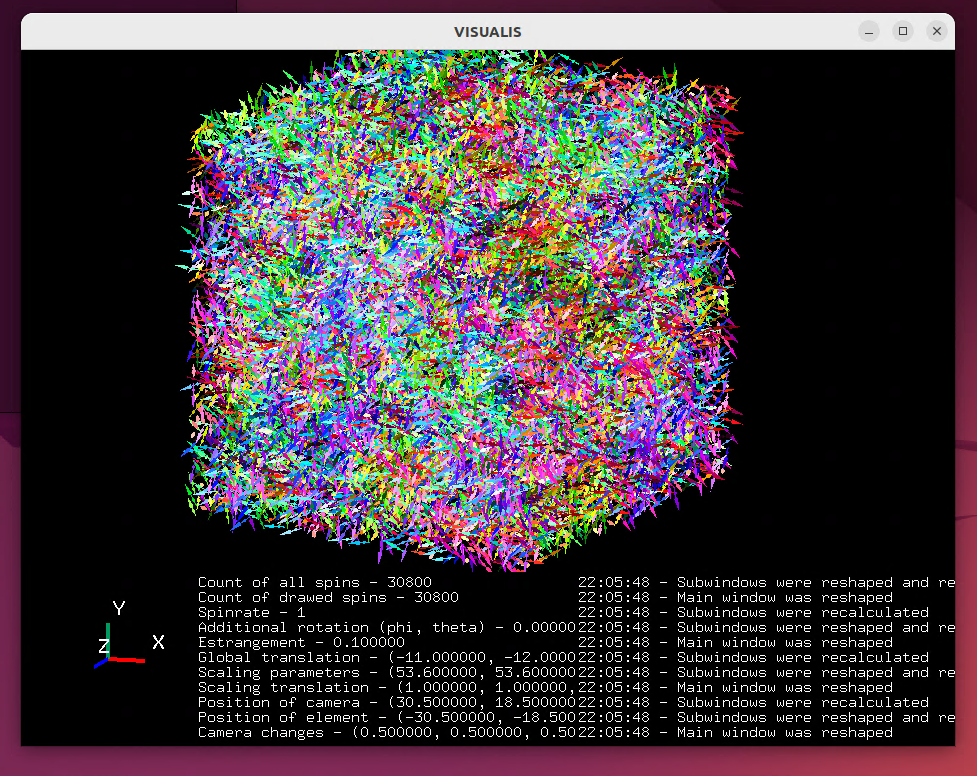 VISUALIS
Count of all spins - 30800
Count of drawed spins - 30800
Spinrate - 1
Additional rotation (phi, theta) - 0.00000
Estrangement - 0.100000
Global translation - (-11.000000, -12.0000
Scaling parameters - (53.600000, 53.600000
Scaling translation - (1.000000, 1.000000,
Position of camera - (30.500000, 18.500000
Position of element - (-30.500000, -18.500
Camera changes - (0.500000, 0.500000, 0.50
22:05:48 - Subwindows were reshaped and re
22:05:48 - Main window was reshaped
22:05:48 - Subwindows were recalculated
22:05:48 - Subwindows were reshaped and re
22:05:48 - Main window was reshaped
22:05:48 - Subwindows were recalculated
22:05:48 - Subwindows were reshaped and re
22:05:48 - Main window was reshaped
22:05:48 - Subwindows were recalculated
22:05:48 - Subwindows were reshaped and re
22:05:48 - Main window was reshaped
Y
Z
X